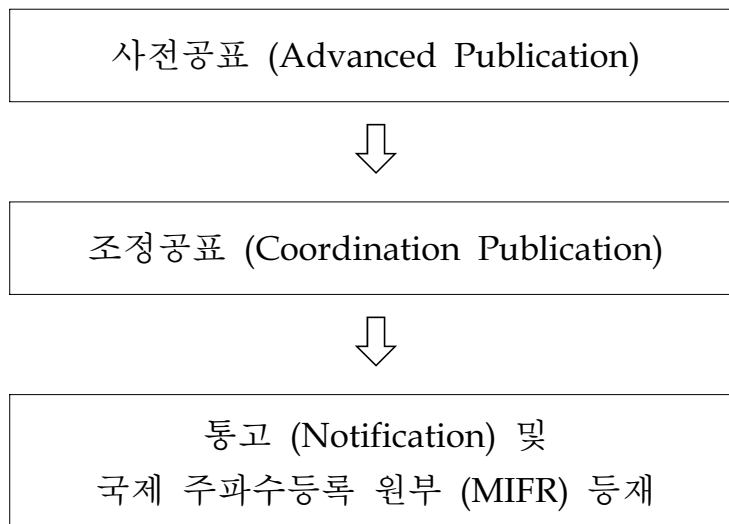 사전공표 (Advanced Publication)
조정공표 (Coordination Publication)
통고 (Notification) 및
국제 주파수등록 원부 (MIFR) 등재